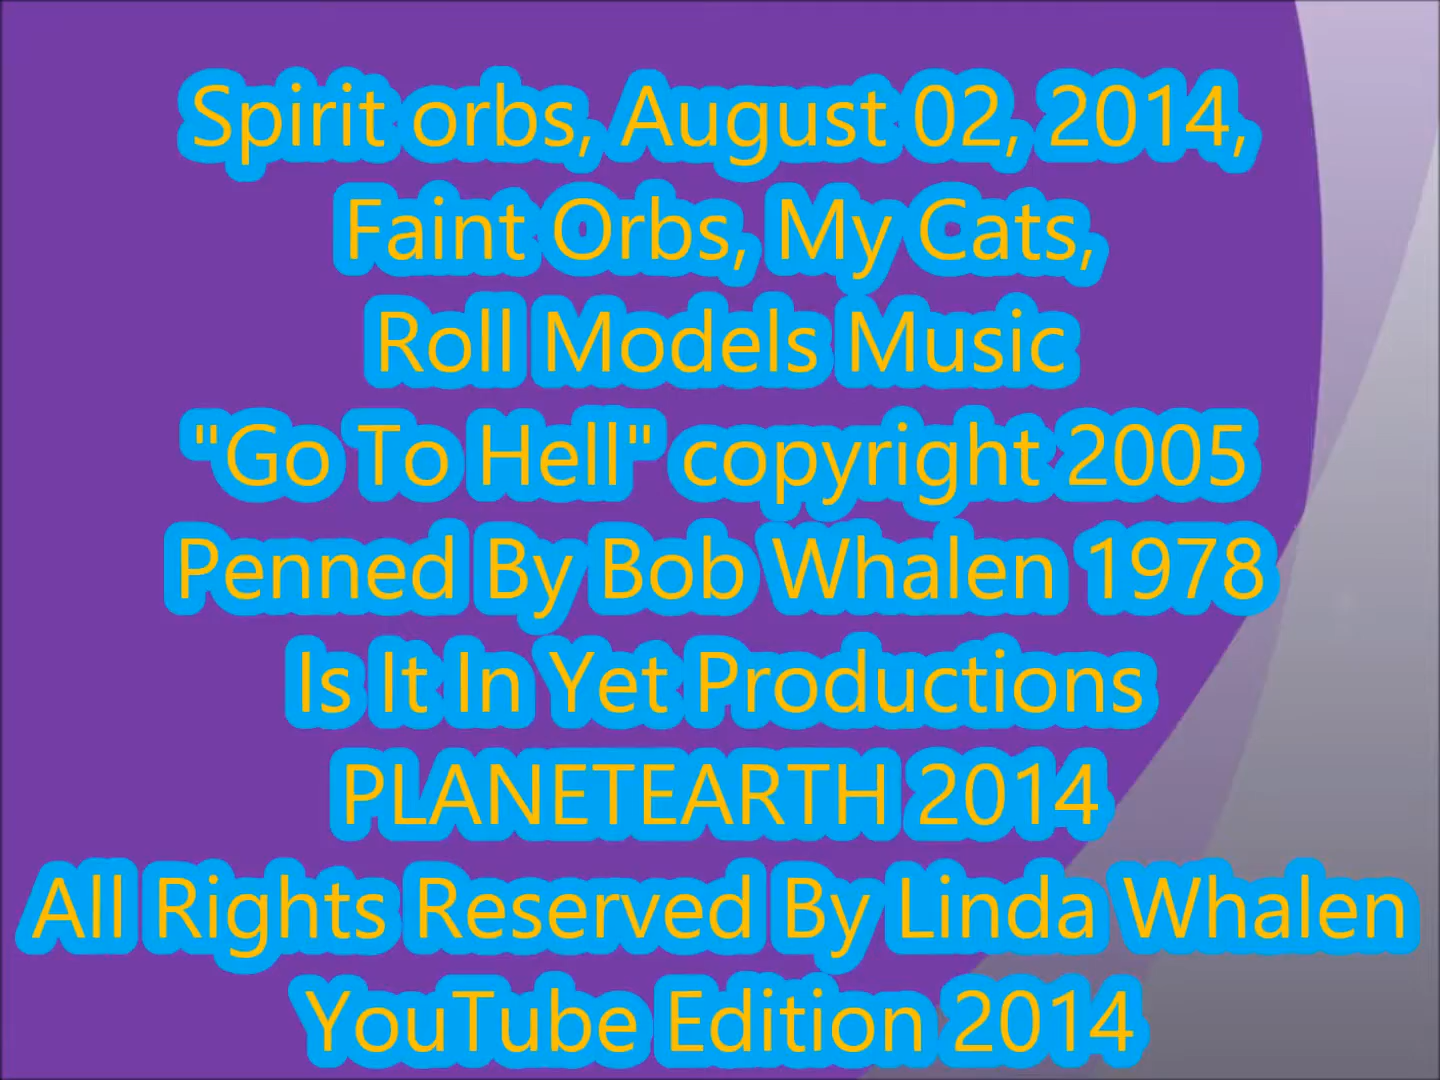 Spirit orbs, August 02, 2014,
Faint Orbs, My Cats,
Roll Models Music
"Go To Hell" copyright 2005
Penned By Bob Whalen 1978
Is It In Yet Productions
PLANETEARTH 2014
All Rights Reserved By Linda Whalen
YouTube Edition 2014